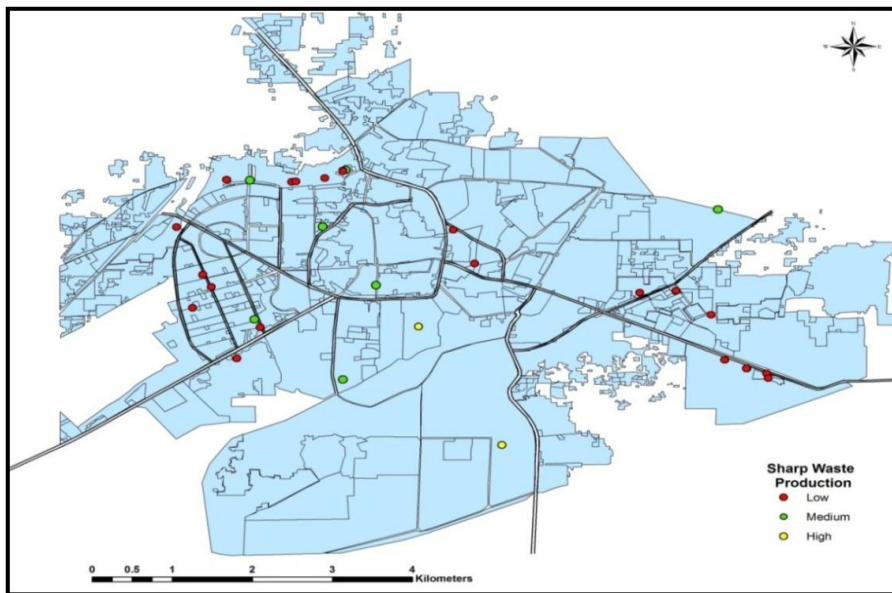 N
W E
S
Sharp Waste
Production
Low
Medium
High
0 0.5 1 2 3 4
Kilometers